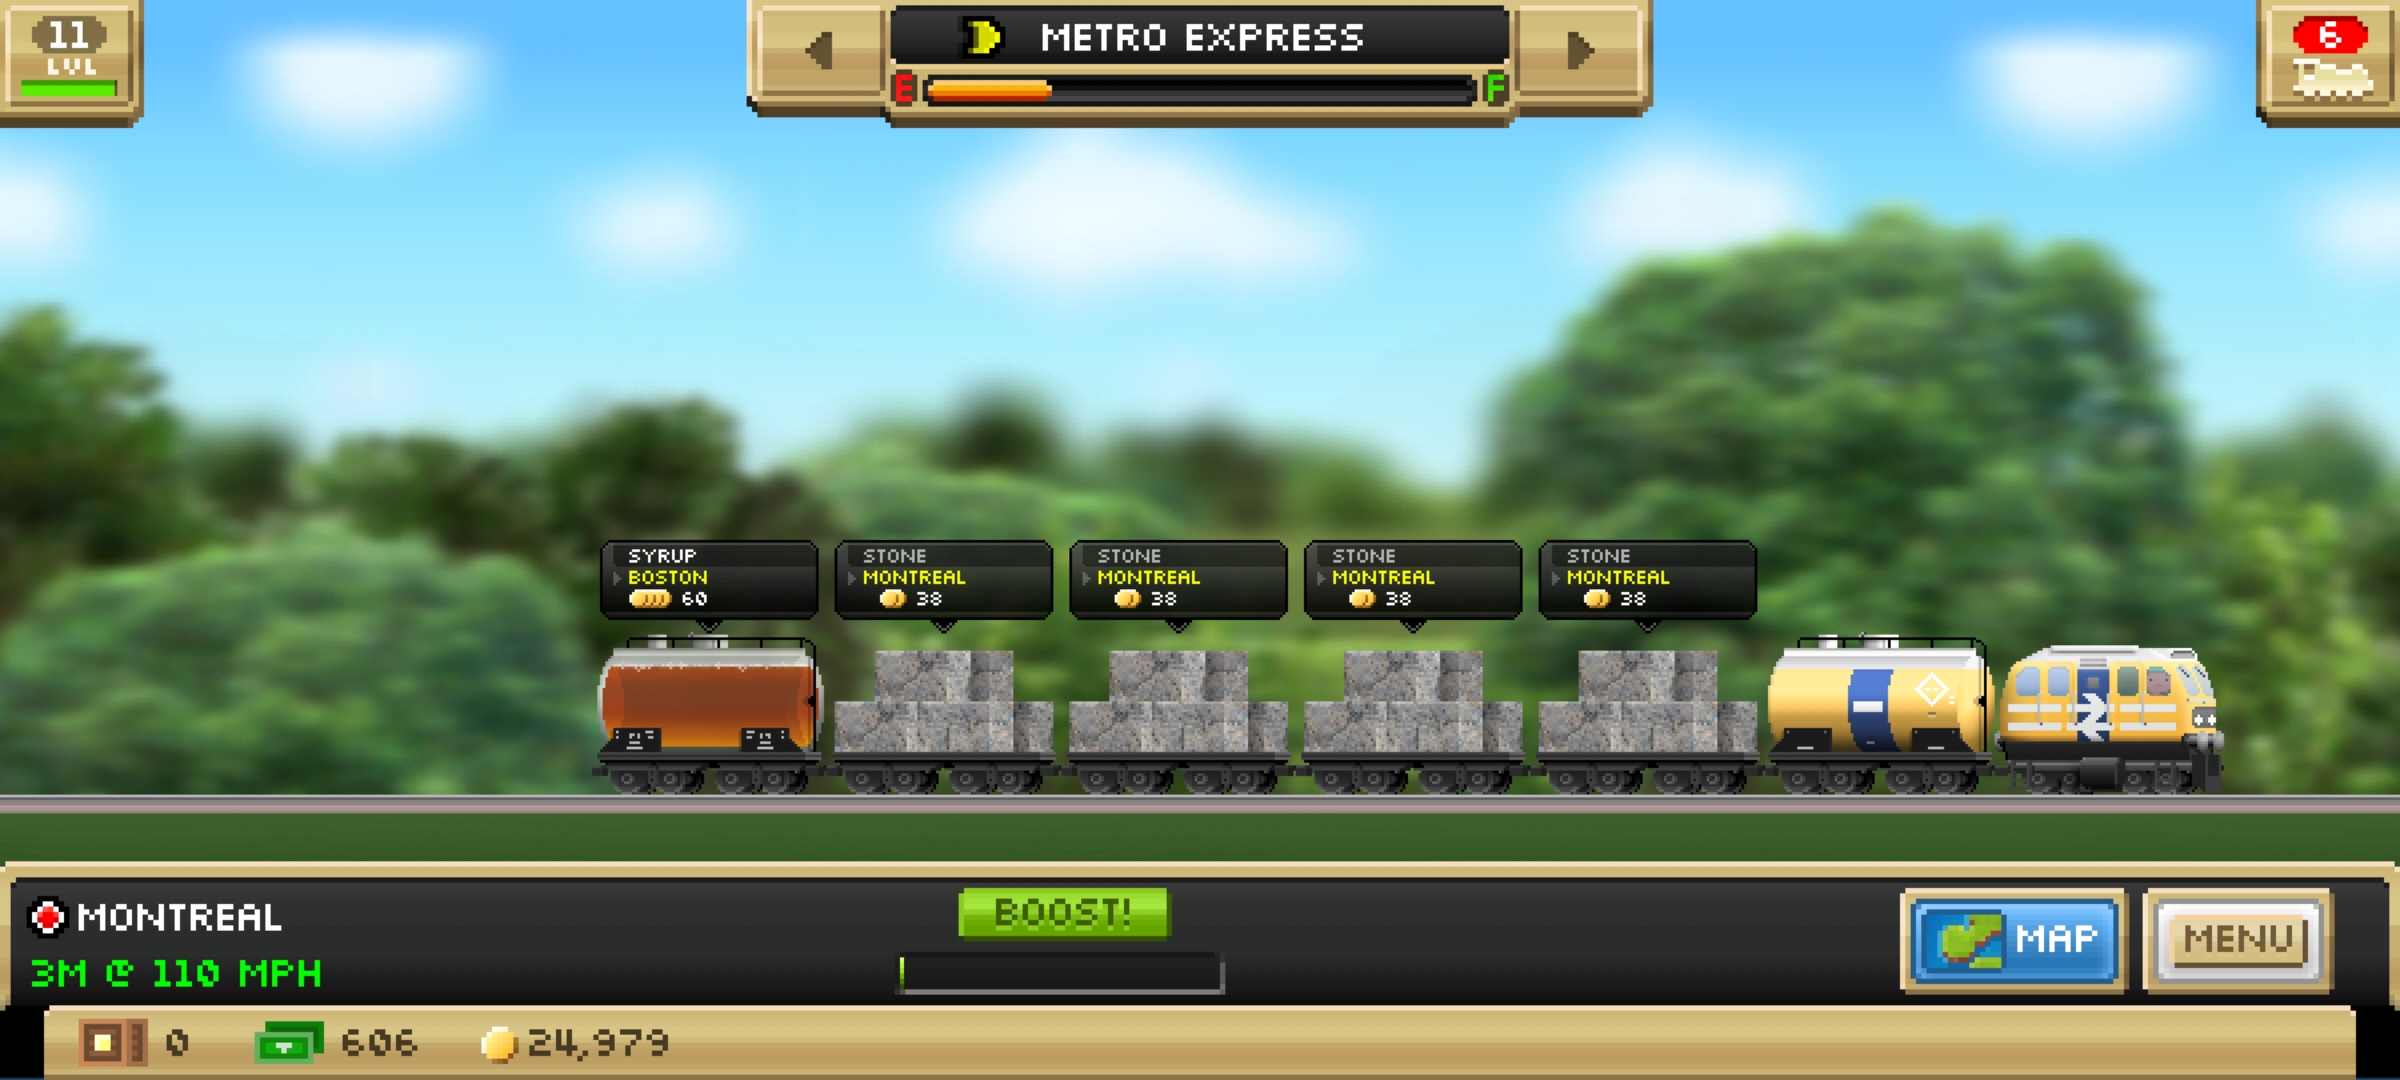 11
LVL
METRO EXPRESS
E F
6
SYRUP
BOSTON
60
STONE
MONTREAL
38
STONE
MONTREAL
38
STONE
MONTREAL
38
STONE
MONTREAL
38
MONTREAL
3M @ 110 MPH
BOOST!
MAP
MENU
0
606
24,979